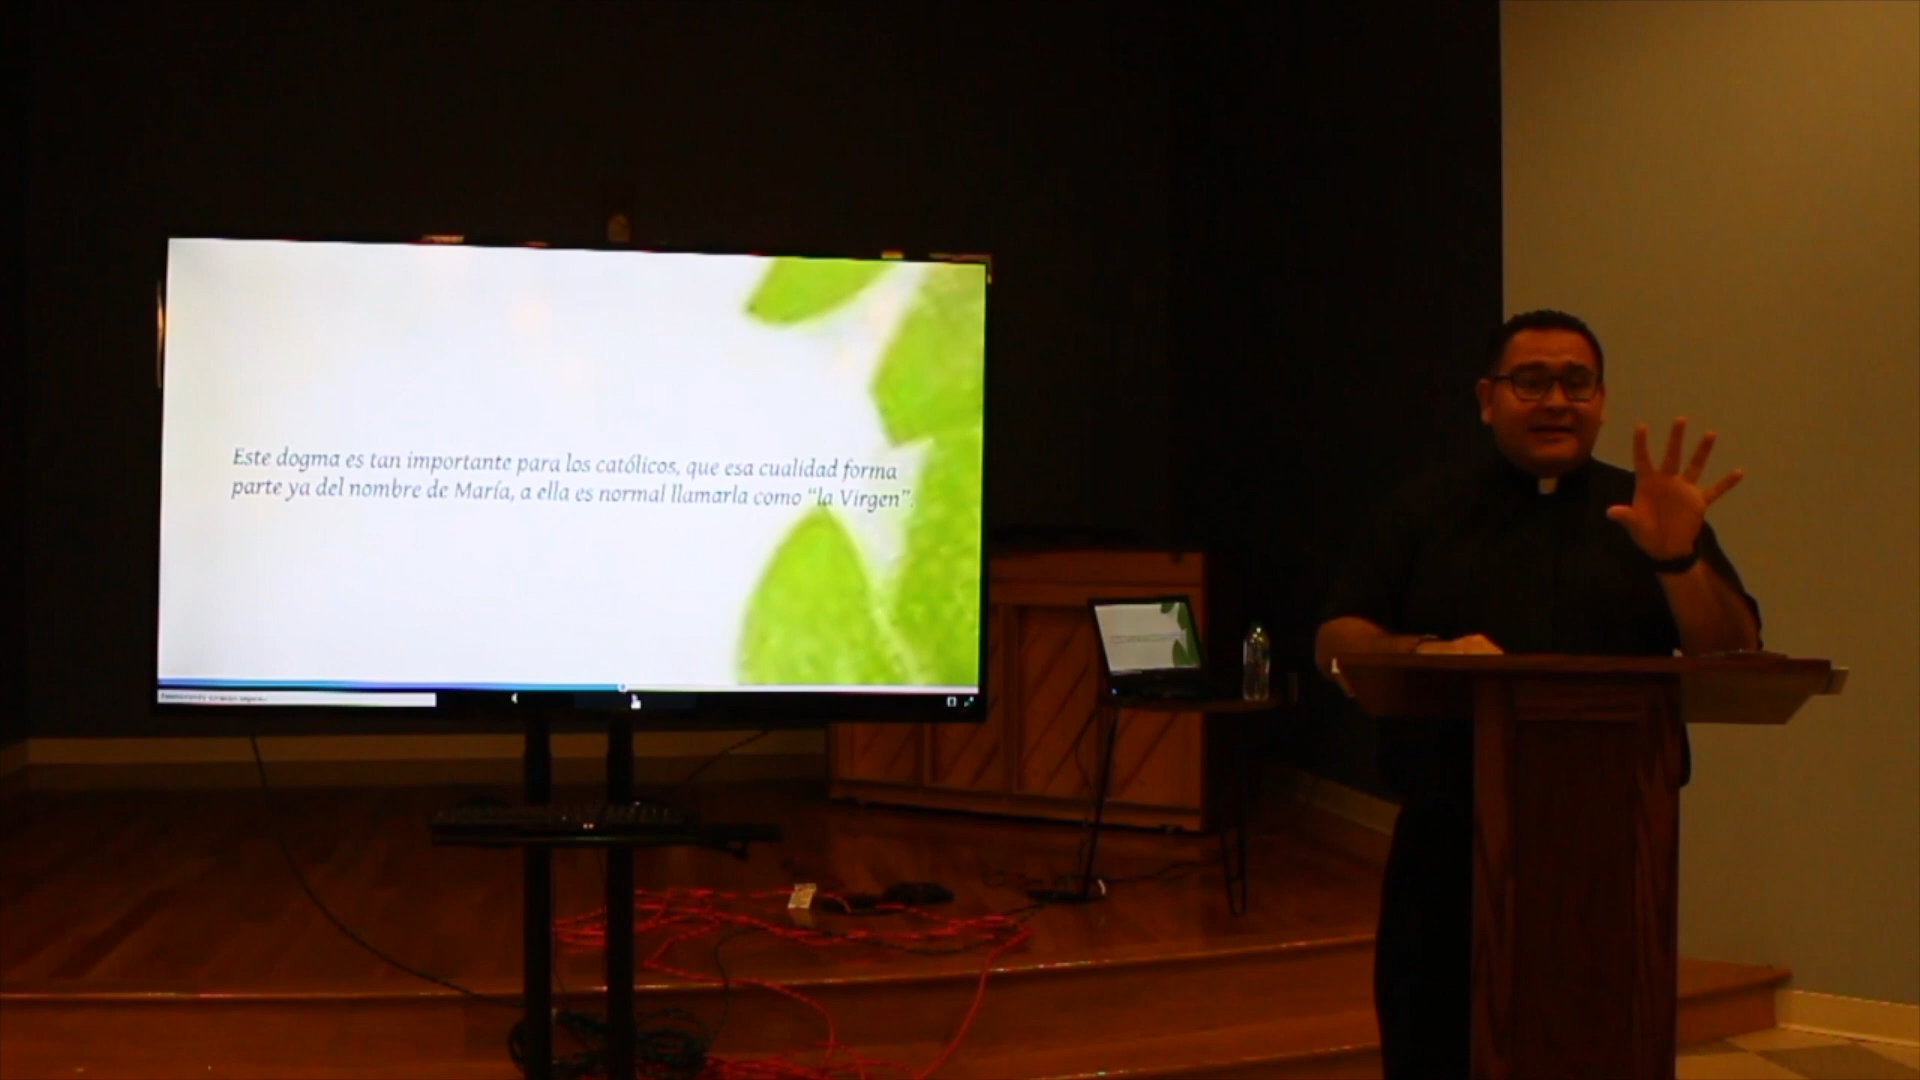 Este dogma es tan importante para los católicos, que esa cualidad forma
parte ya del nombre de María, a ella es normal llamarla como “la Virgen”.